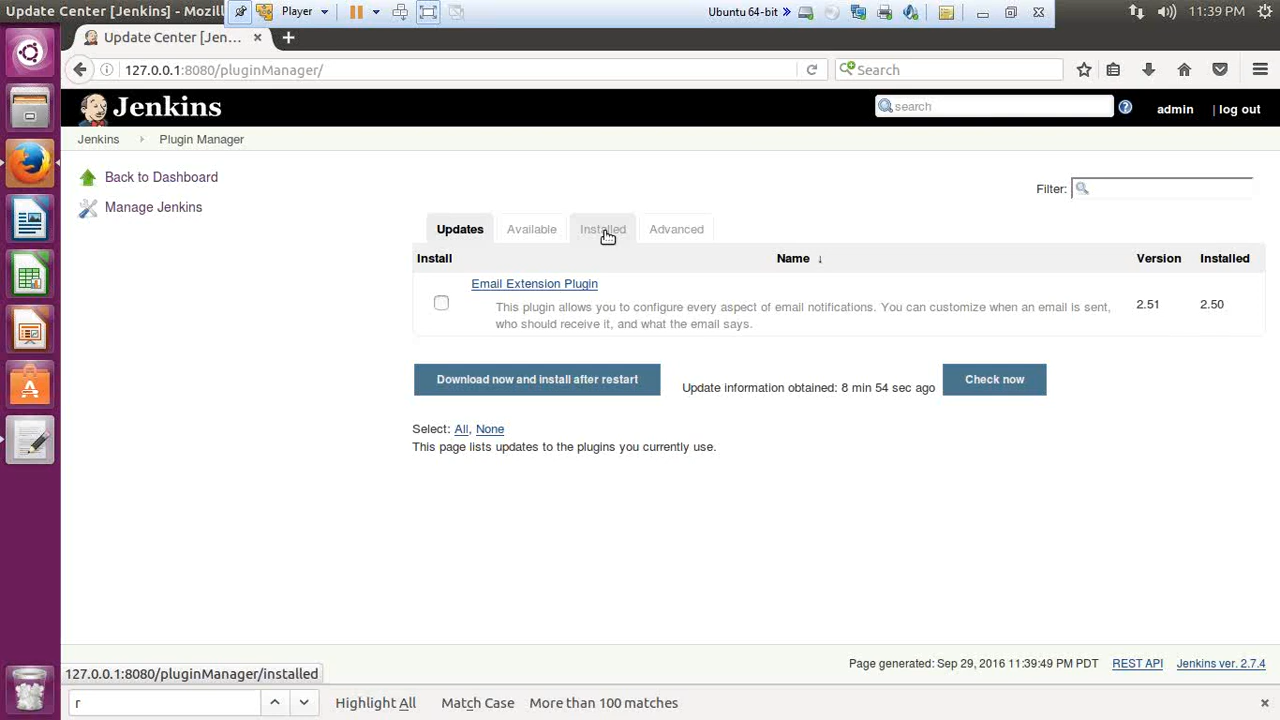 Update Center [Jenkins] - Mozill
Player
Ubuntu 64-bit
11:39 PM
Update Center [Jen...
127.0.0.1:8080/pluginManager/
Search
Jenkins
search
admin
| log out
Jenkins
Plugin Manager
Back to Dashboard
Manage Jenkins
Filter:
Updates
Available
Installed
Advanced
Install
Name ↓
Version
Installed
Email Extension Plugin
This plugin allows you to configure every aspect of email notifications. You can customize when an email is sent,
who should receive it, and what the email says.
2.51
2.50
Download now and install after restart
Update information obtained: 8 min 54 sec ago
Check now
Select: All, None
This page lists updates to the plugins you currently use.
Page generated: Sep 29, 2016 11:39:49 PM PDT
REST API
Jenkins ver. 2.7.4
127.0.0.1:8080/pluginManager/installed
r
Highlight All
Match Case
More than 100 matches